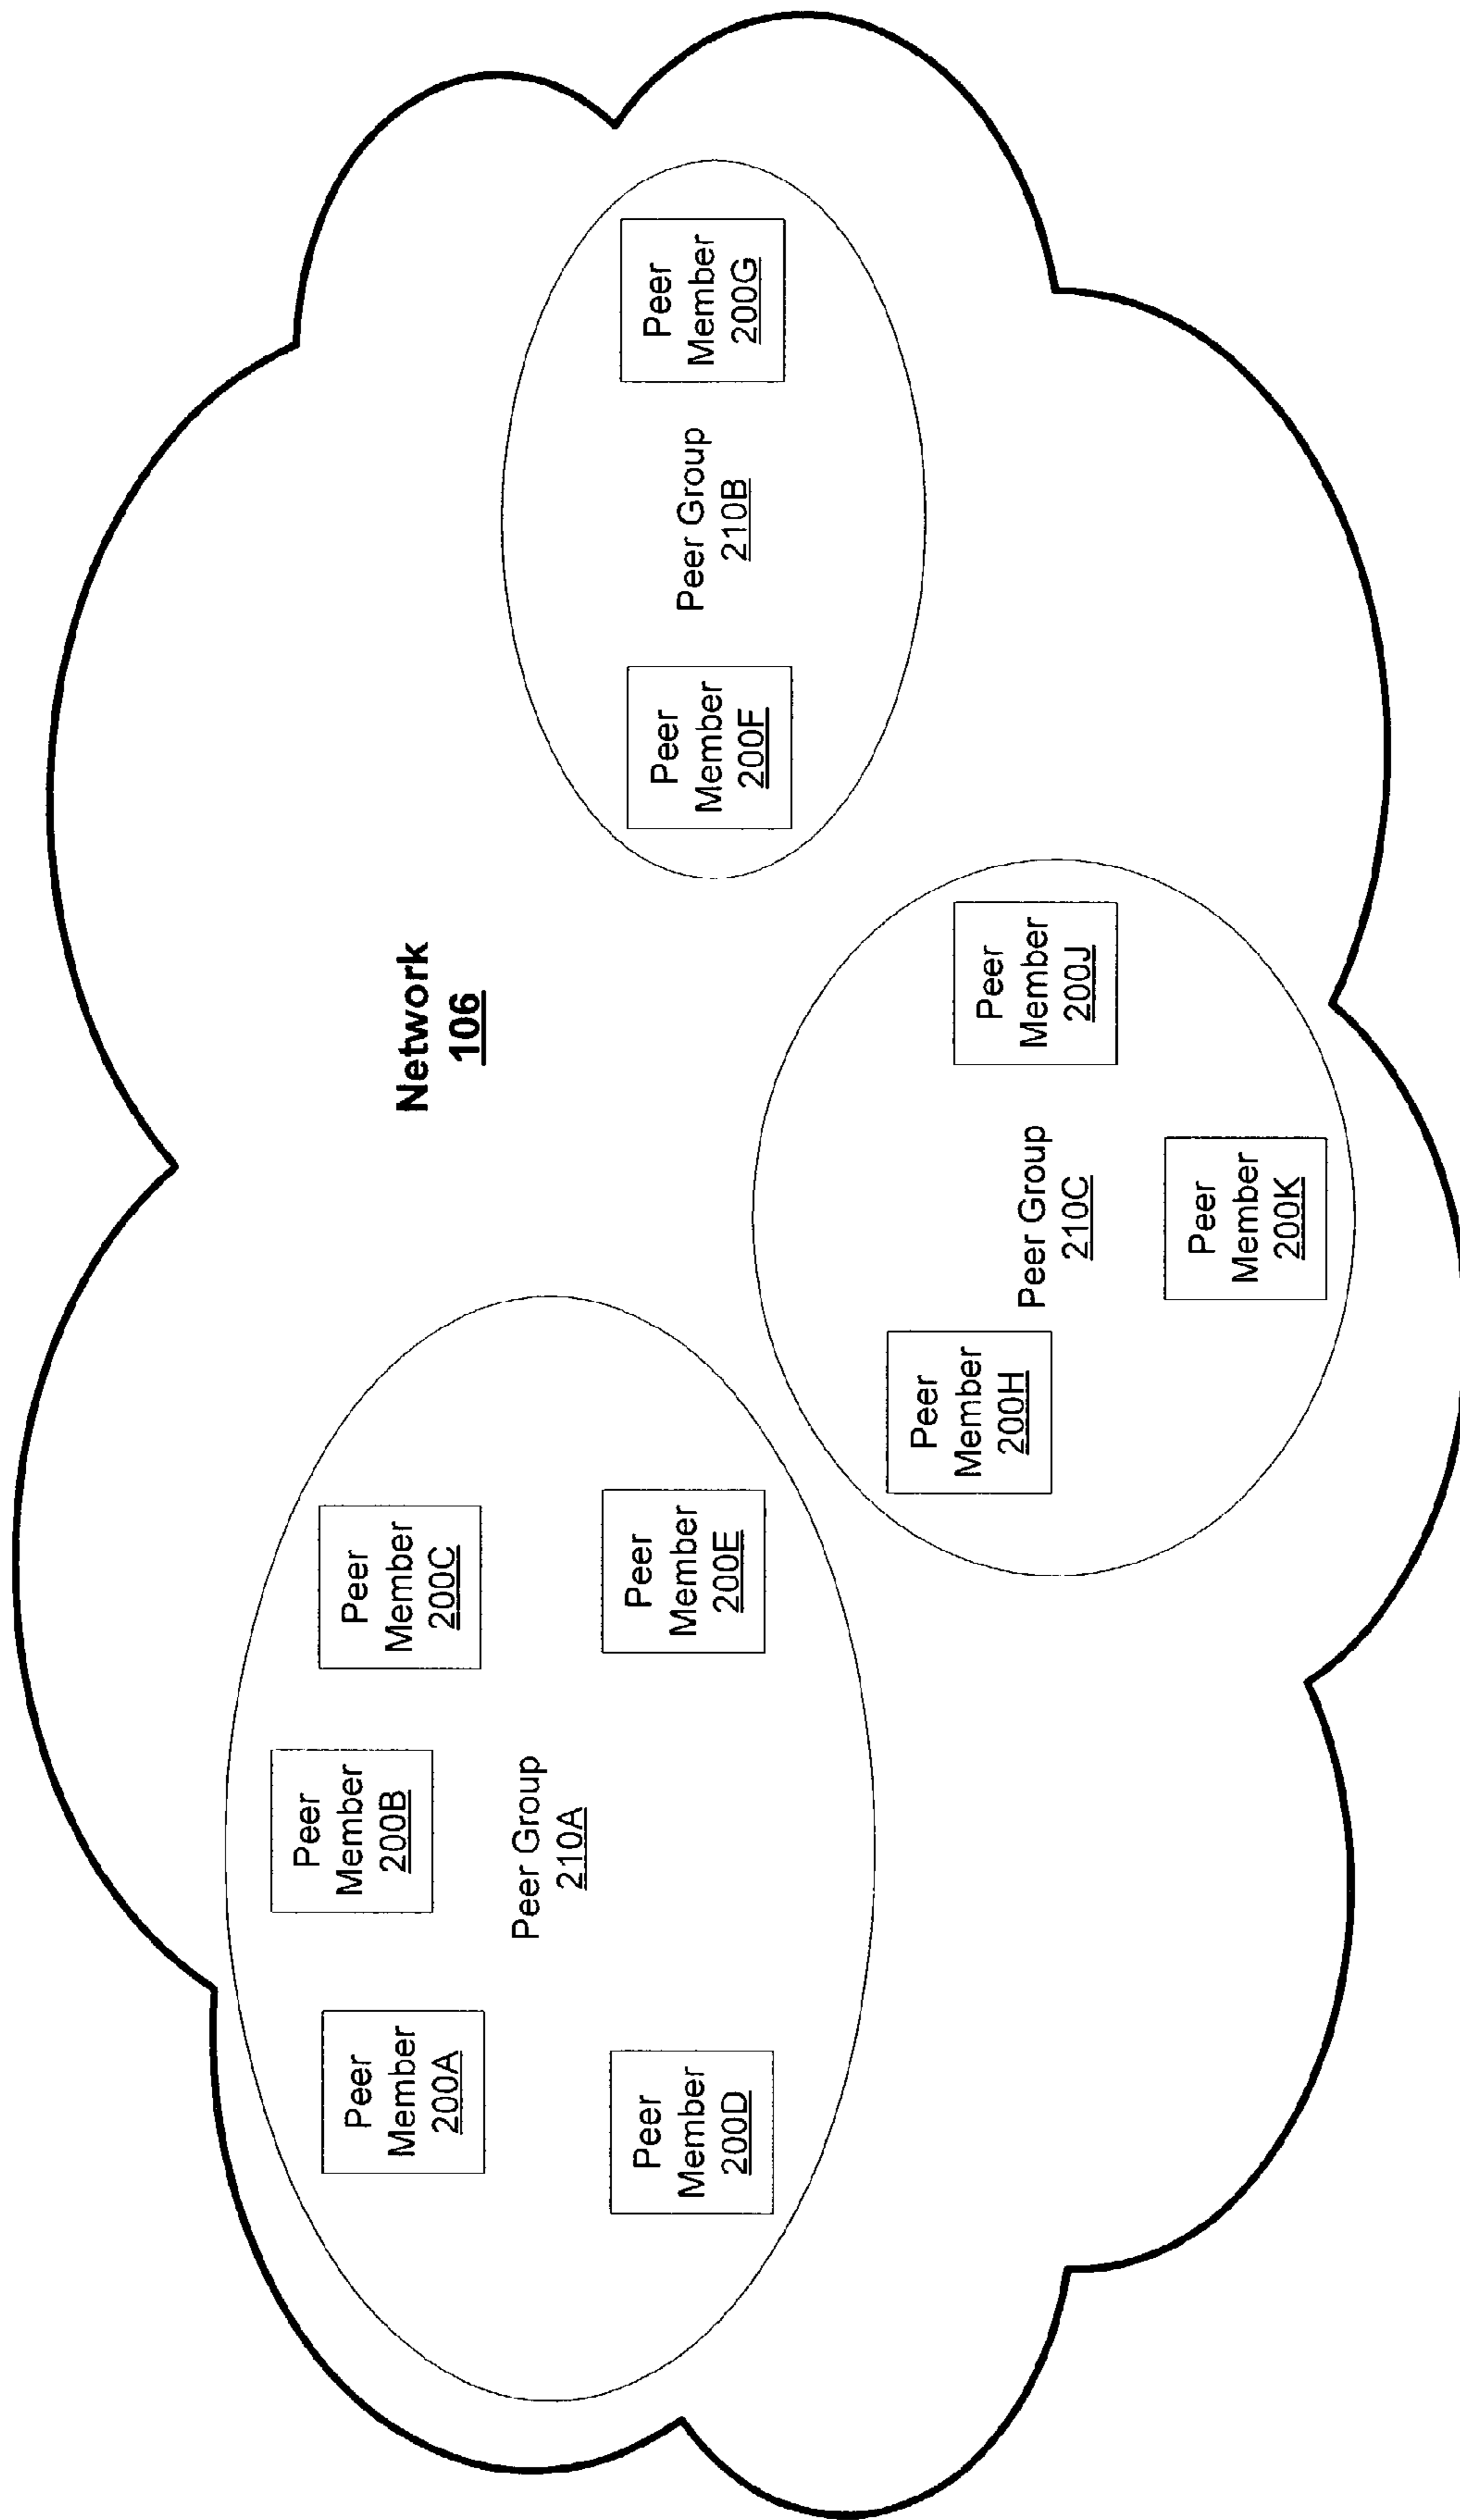 Network
106
Peer
Member
200A
Peer
Member
200B
Peer
Member
200C
Peer Group
210A
Peer
Member
200D
Peer
Member
200E
Peer
Member
200F
Peer Group
210B
Peer
Member
200G
Peer
Member
200H
Peer
Member
200J
Peer Group
210C
Peer
Member
200K